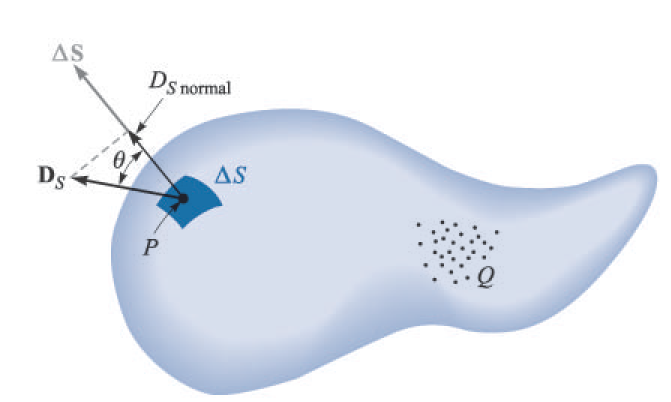 ΔS
D_S normal
θ
D_S
ΔS
P
Q